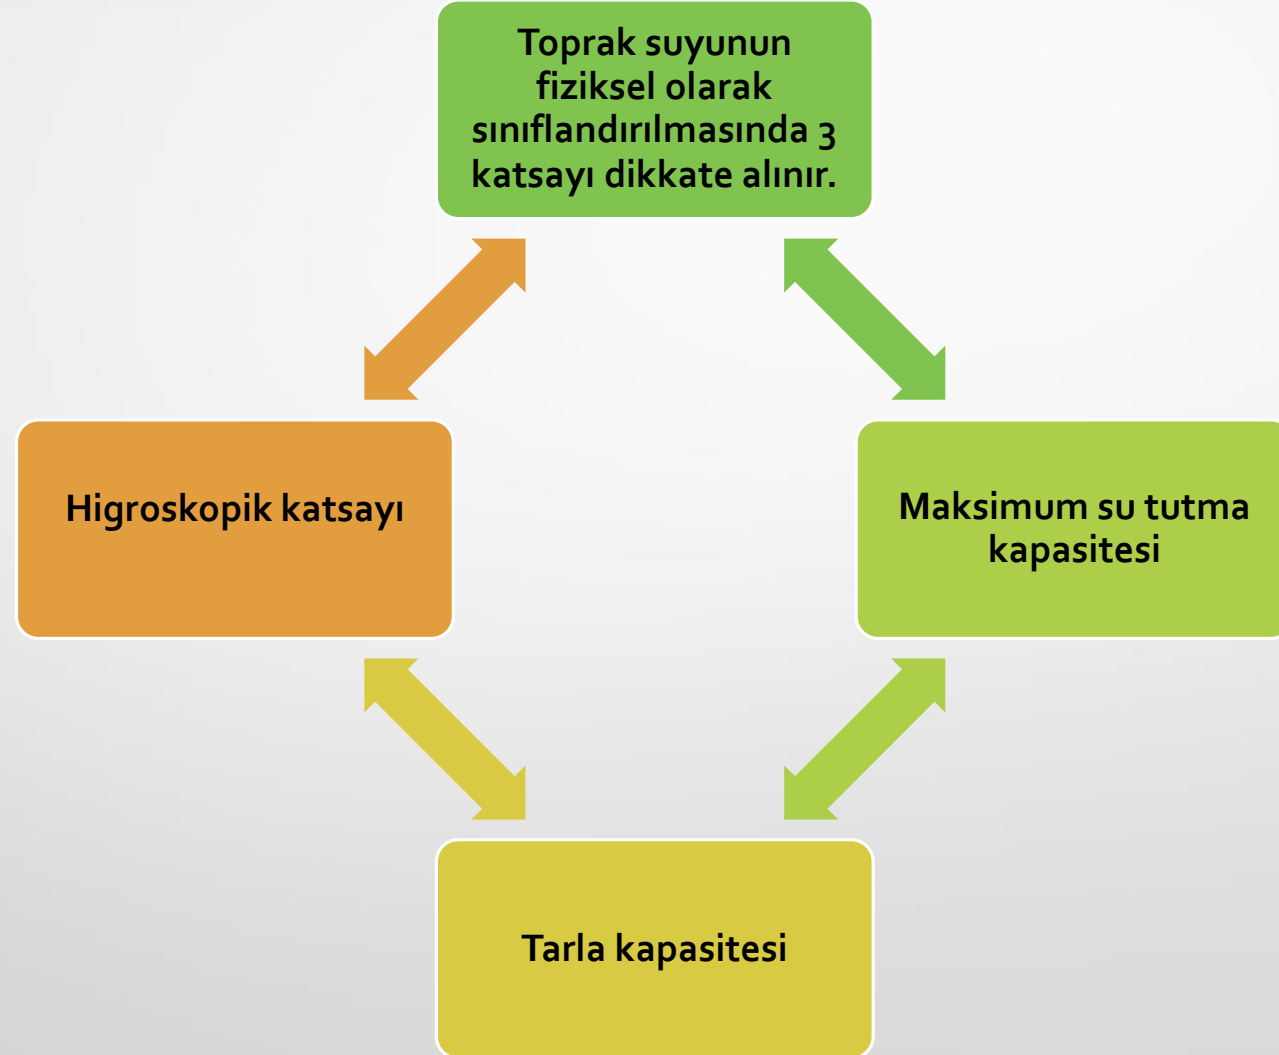 Toprak suyunun
fiziksel olarak
sınıflandırılmasında 3
katsayı dikkate alınır.
Higroskopik katsayı
Maksimum su tutma
kapasitesi
Tarla kapasitesi